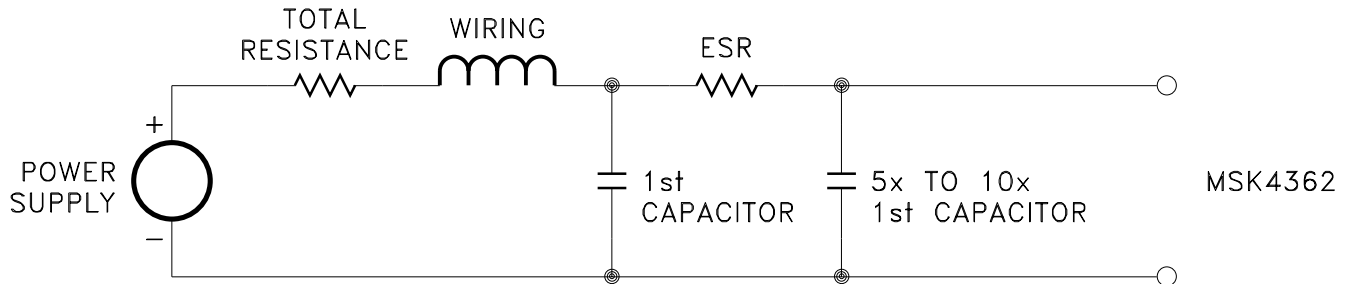 TOTAL
RESISTANCE
WIRING
ESR
+
POWER
SUPPLY
−
1st
CAPACITOR
5x TO 10x
1st CAPACITOR
MSK4362